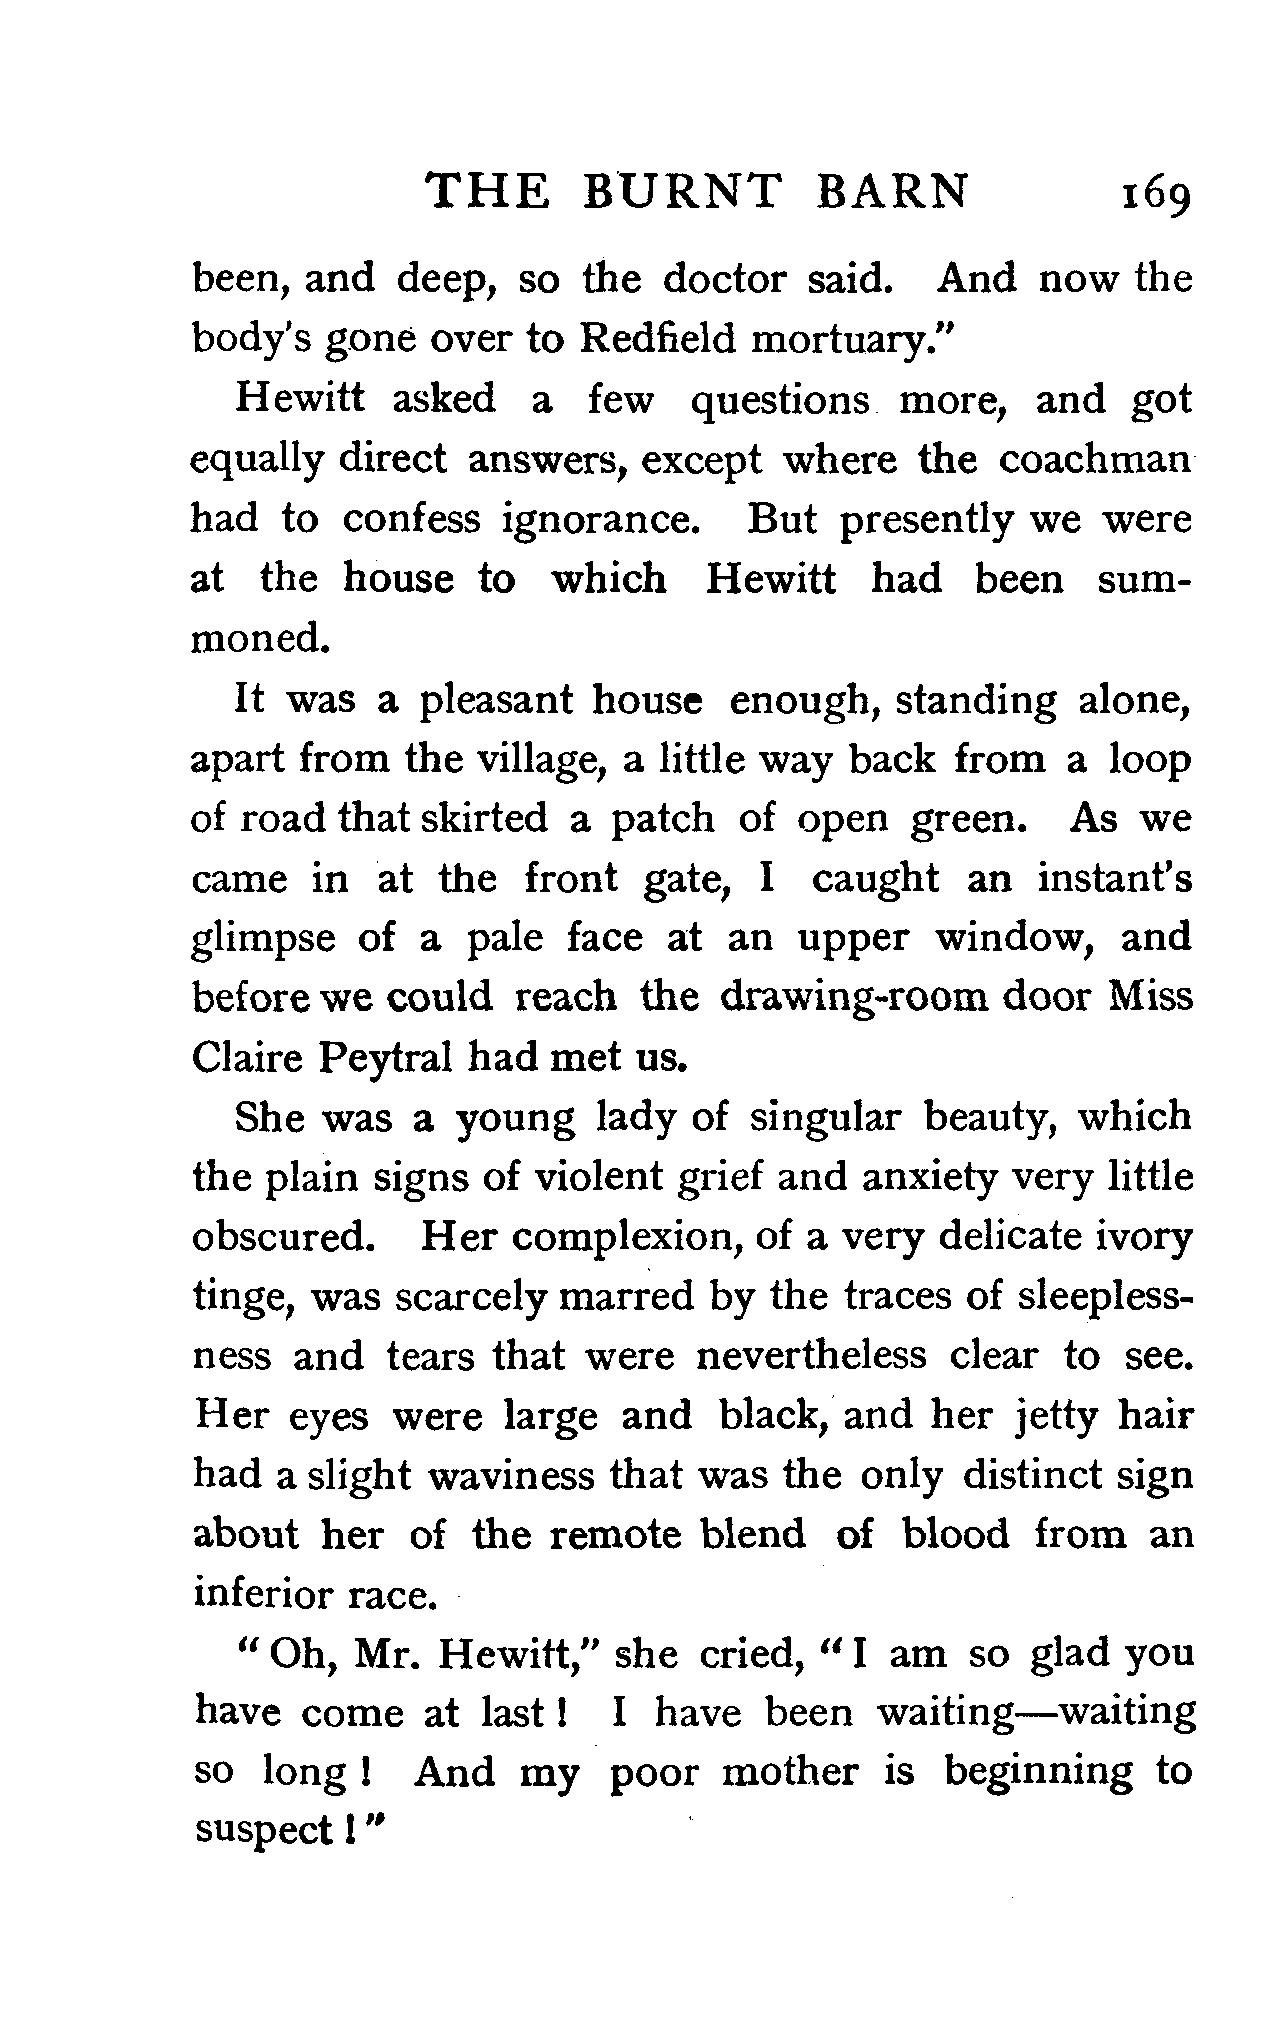 THE BURNT BARN 169
been, and deep, so the doctor said. And now the
body's gone over to Redfield mortuary."
Hewitt asked a few questions more, and got
equally direct answers, except where the coachman
had to confess ignorance. But presently we were
at the house to which Hewitt had been sum-
moned.
It was a pleasant house enough, standing alone,
apart from the village, a little way back from a loop
of road that skirted a patch of open green. As we
came in at the front gate, I caught an instant's
glimpse of a pale face at an upper window, and
before we could reach the drawing-room door Miss
Claire Peytral had met us.
She was a young lady of singular beauty, which
the plain signs of violent grief and anxiety very little
obscured. Her complexion, of a very delicate ivory
tinge, was scarcely marred by the traces of sleepless-
ness and tears that were nevertheless clear to see.
Her eyes were large and black, and her jetty hair
had a slight waviness that was the only distinct sign
about her of the remote blend of blood from an
inferior race.
" Oh, Mr. Hewitt," she cried, " I am so glad you
have come at last ! I have been waiting—waiting
so long ! And my poor mother is beginning to
suspect ! "